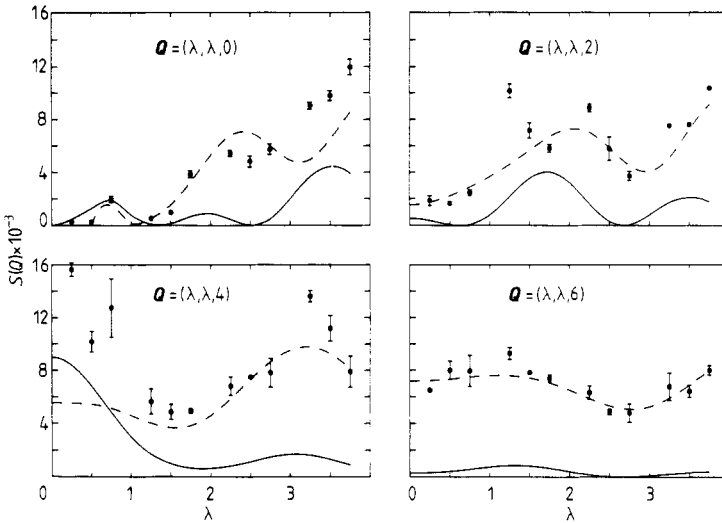 16
12
8
4
0
Q = (λ, λ, 0)
Q = (λ, λ, 2)
S(Q)×10⁻³
16
12
8
4
0 1 2 3
λ
Q = (λ, λ, 4)
0 1 2 3
λ
Q = (λ, λ, 6)